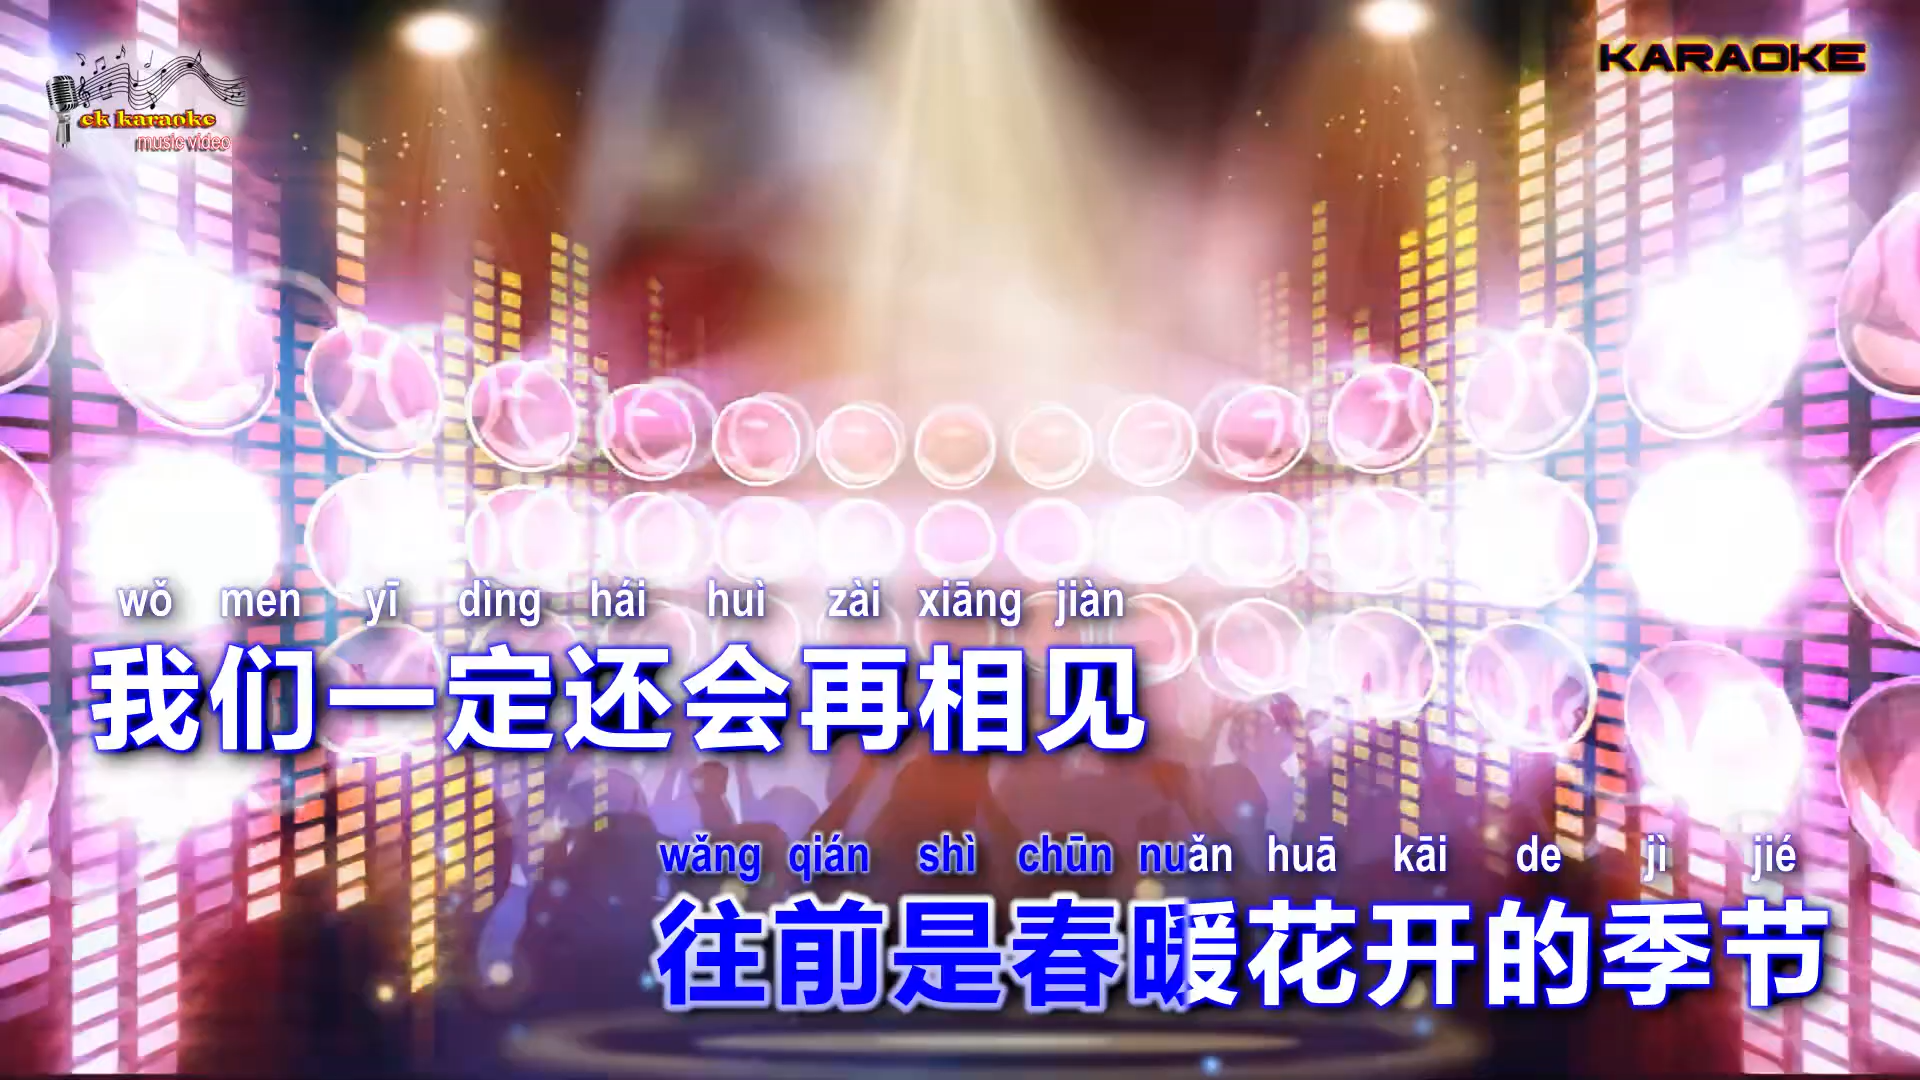 KARAOKE
ck karaoke
music video
wǒ men yī dìng hái huì zài xiāng jiàn
我们一定还会再相见
wǎng qián shì chūn nuǎn huā kāi de jì jié
往前是春暖花开的季节